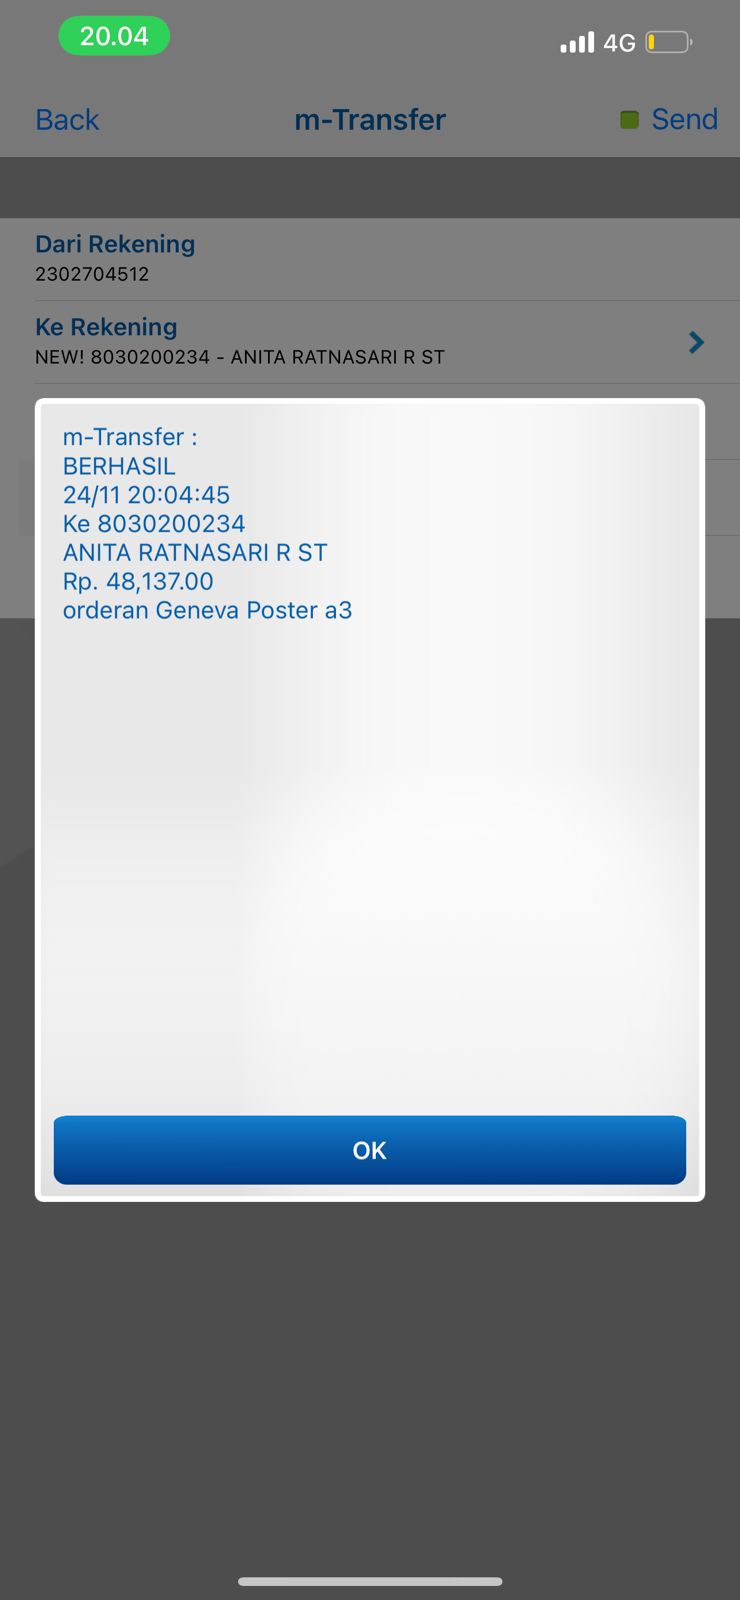 20.04
4G
Back
m-Transfer
Send
Dari Rekening
2302704512
Ke Rekening
NEW! 8030200234 - ANITA RATNASARI R ST
m-Transfer :
BERHASIL
24/11 20:04:45
Ke 8030200234
ANITA RATNASARI R ST
Rp. 48,137.00
orderan Geneva Poster a3
OK